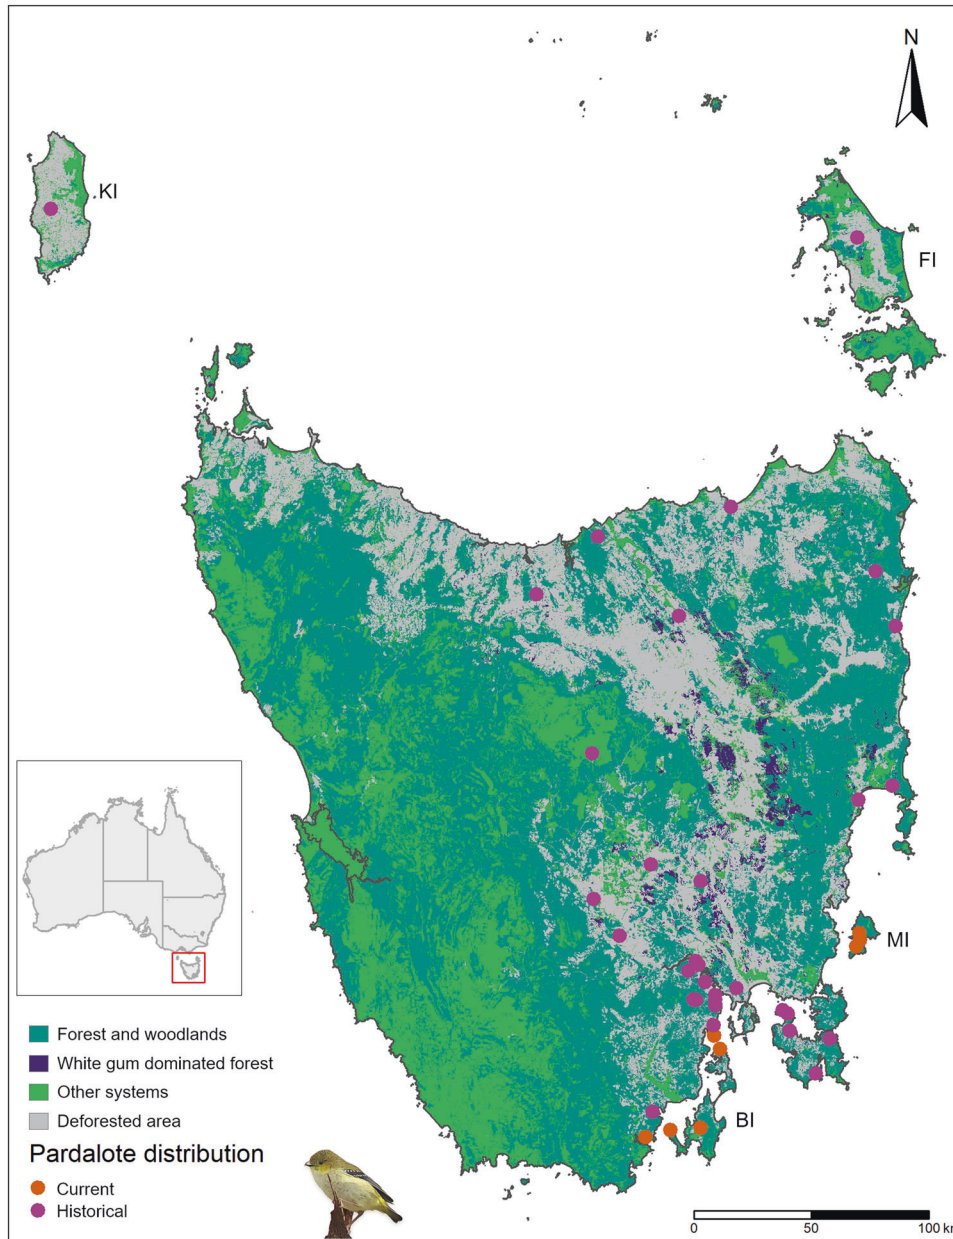 N
KI
FI
MI
BI
Forest and woodlands
White gum dominated forest
Other systems
Deforested area
Pardalote distribution
Current
Historical
0 50 100 km